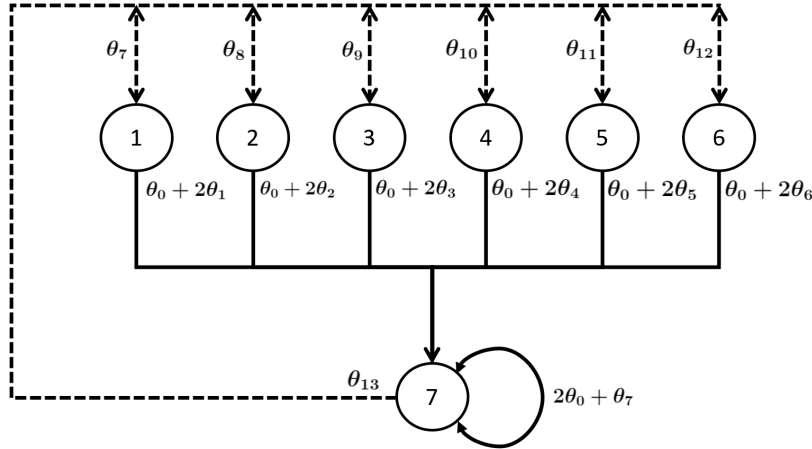 θ₇ θ₈ θ₉ θ₁₀ θ₁₁ θ₁₂
1 2 3 4 5 6
θ₀ + 2θ₁ θ₀ + 2θ₂ θ₀ + 2θ₃ θ₀ + 2θ₄ θ₀ + 2θ₅ θ₀ + 2θ₆
θ₁₃
7 2θ₀ + θ₇